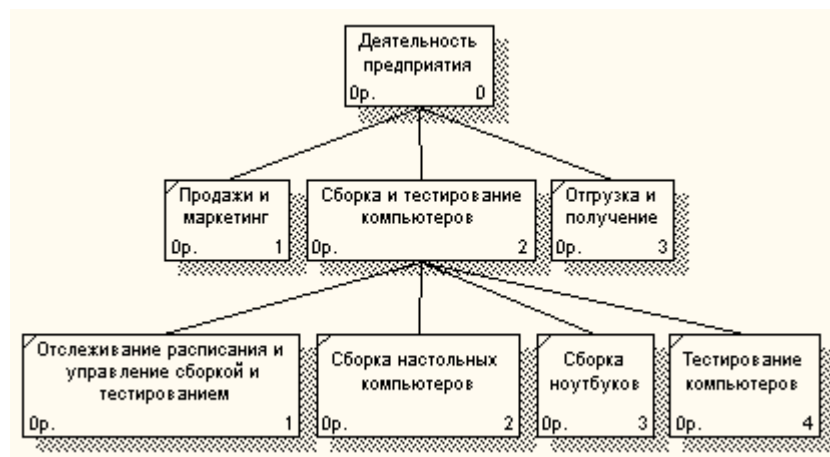 Деятельность
предприятия
0р. 0
Продажи и
маркетинг
0р. 1
Сборка и тестирование
компьютеров
0р. 2
Отгрузка и
получение
0р. 3
Отслеживание расписания и
управление сборкой и
тестированием
0р. 1
Сборка настольных
компьютеров
0р. 2
Сборка
ноутбуков
0р. 3
Тестирование
компьютеров
0р. 4